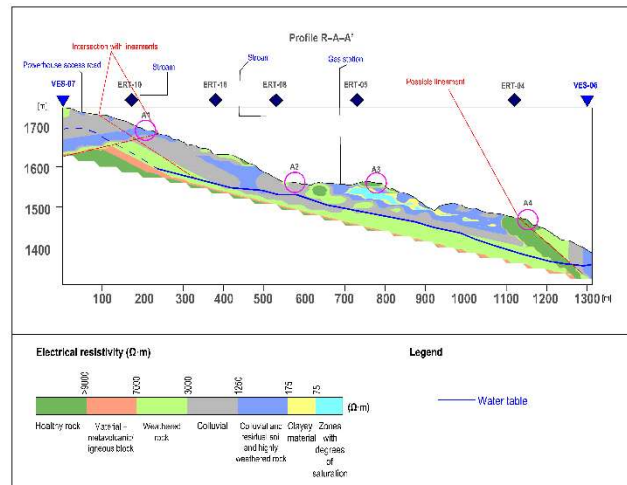 Profile R–A–A'
Intersection with lineaments
Powerhouse access road
Stream
Stream
Gas station
Possible lineament
VES-07
ERT-10
ERT-08
ERT-05
ERT-04
VES-06
[m]
A1
A2
A3
A4
1700
1600
1500
1400
100
200
300
400
500
600
700
800
900
1000
1100
1200
1300
[m]
Electrical resistivity (Ω·m)
Legend
>9000
7000
3000
1250
175
75
(Ω·m)
Water table
Healthy rock
Material –
metavolcanic/
igneous block
Weathered
rock
Colluvial
Colluvial and
residual soil
and highly
weathered rock
Clayey
material
Zones
with
degrees of
saturation